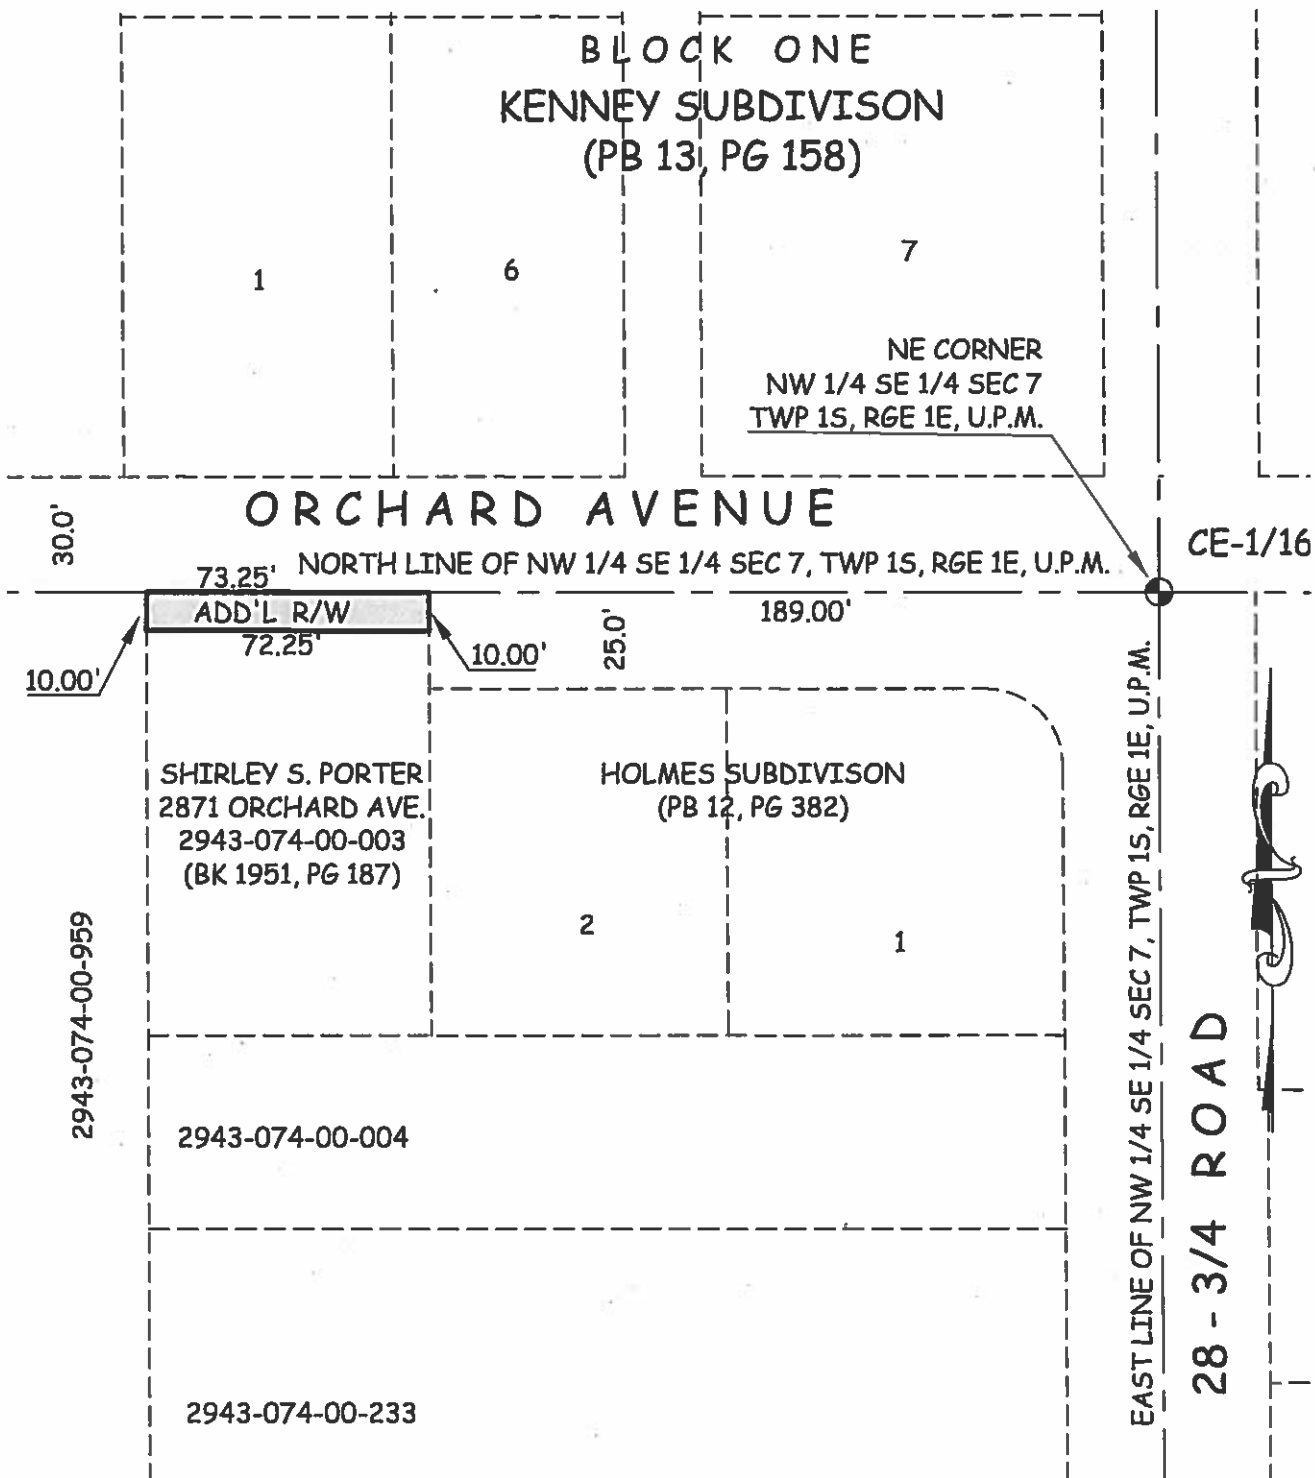 BLOCK ONE
KENNEY SUBDIVISON
(PB 13, PG 158)
1
6
7
NE CORNER
NW 1/4 SE 1/4 SEC 7
TWP 1S, RGE 1E, U.P.M.
30.0'
ORCHARD AVENUE
CE-1/16
NORTH LINE OF NW 1/4 SE 1/4 SEC 7, TWP 1S, RGE 1E, U.P.M.
73.25'
ADD'L R/W
72.25'
10.00'
10.00'
25.0'
189.00'
SHIRLEY S. PORTER
2871 ORCHARD AVE.
2943-074-00-003
(BK 1951, PG 187)
HOLMES SUBDIVISON
(PB 12, PG 382)
2
1
2943-074-00-959
2943-074-00-004
2943-074-00-233
EAST LINE OF NW 1/4 SE 1/4 SEC 7, TWP 1S, RGE 1E, U.P.M.
28 - 3/4 ROAD